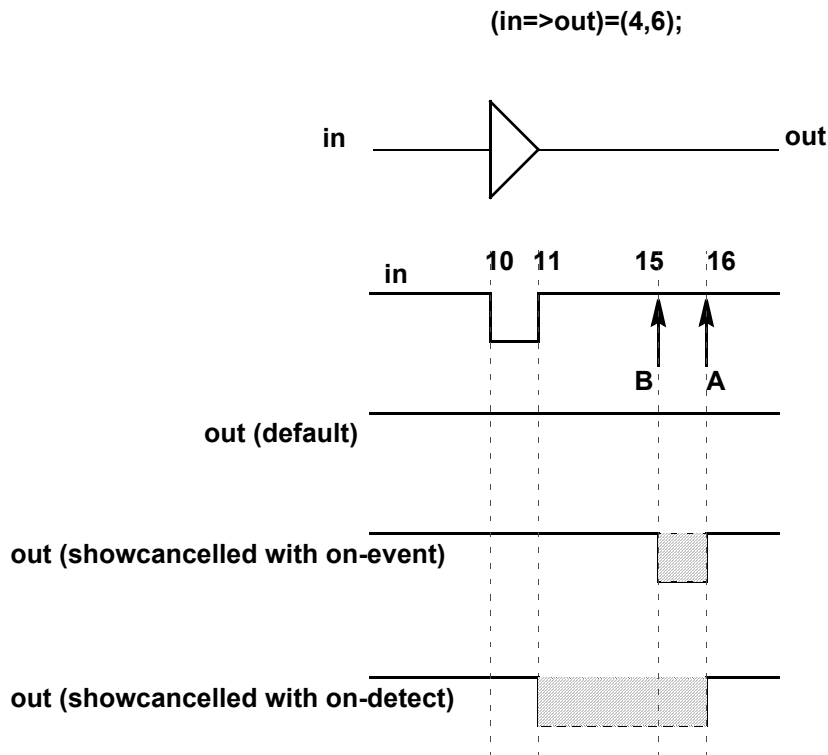 (in=>out)=(4,6);
in
out
10 11 15 16
in
B A
out (default)
out (showcancelled with on-event)
out (showcancelled with on-detect)